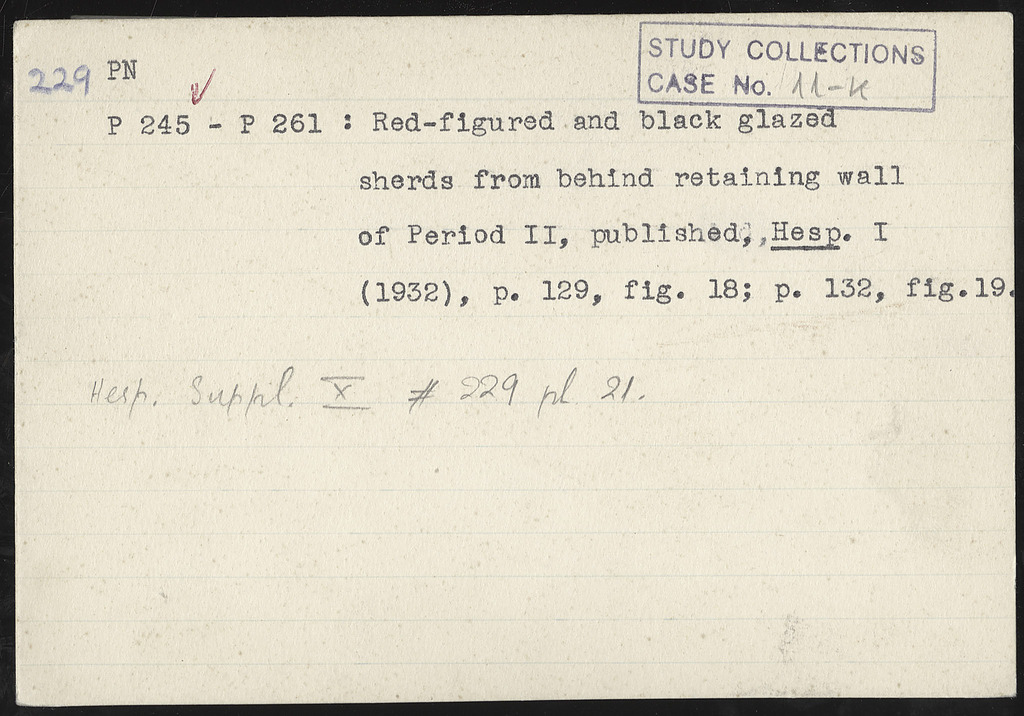 STUDY COLLECTIONS
CASE No. 11-K
229 PN
P 245 - P 261 : Red-figured and black glazed
sherds from behind retaining wall
of Period II, published, Hesp. I
(1932), p. 129, fig. 18; p. 132, fig.19.
Hesp. Suppl. X # 229 pl 21.